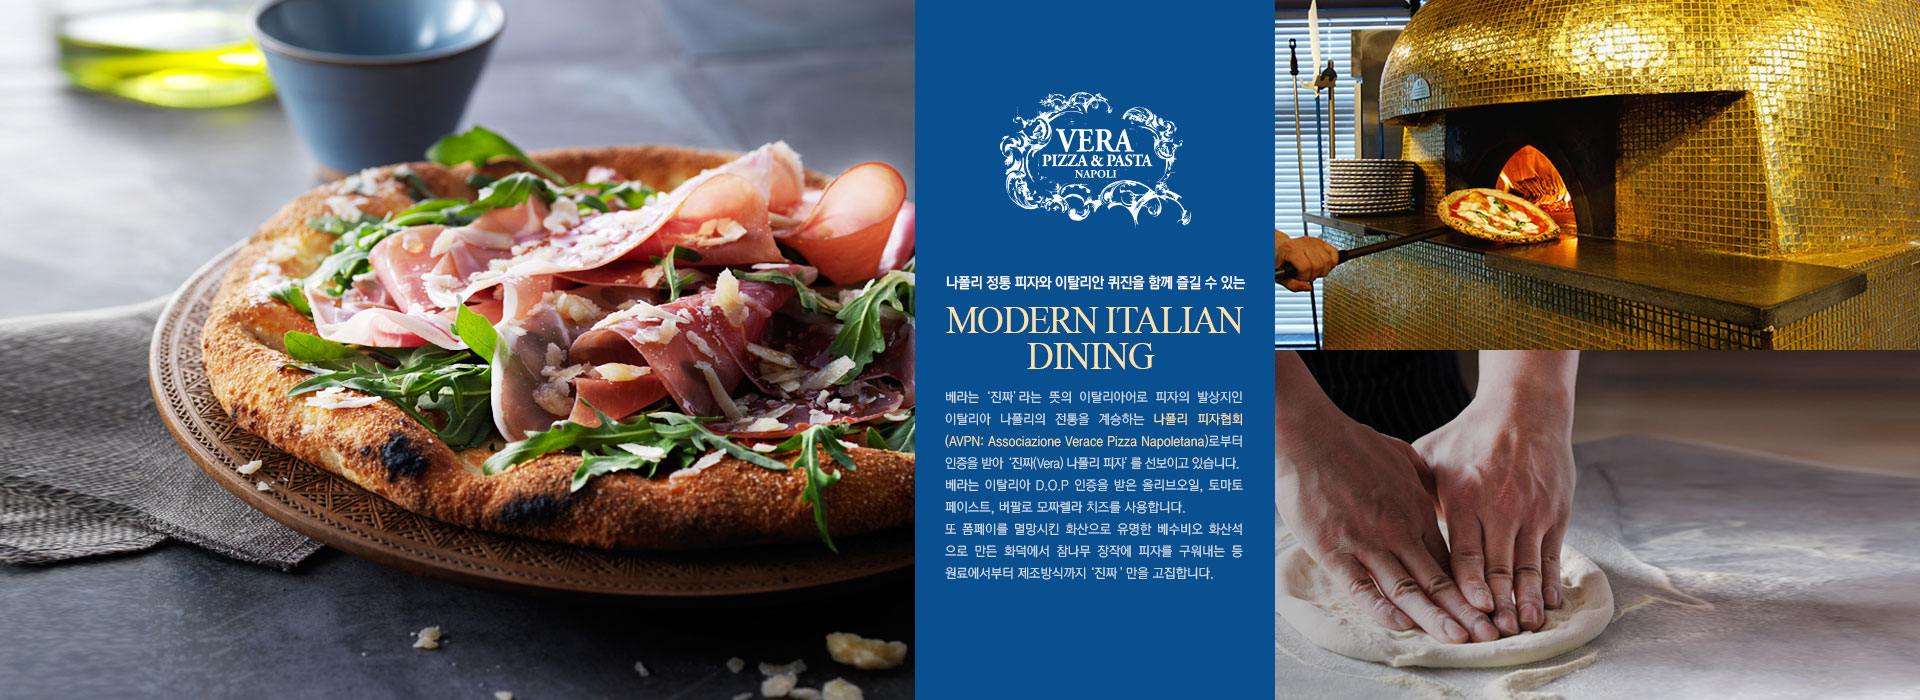 VERA
PIZZA & PASTA
NAPOLI
나폴리 정통 피자와 이탈리안 퀴진을 함께 즐길 수 있는
MODERN ITALIAN
DINING
베라는 '진짜'라는 뜻의 이탈리아어로 피자의 발상지인
이탈리아 나폴리의 전통을 계승하는 나폴리 피자협회
(AVPN: Associazione Verace Pizza Napoletana)로부터
인증을 받아 '진짜(Vera) 나폴리 피자'를 선보이고 있습니다.
베라는 이탈리아 D.O.P 인증을 받은 올리브오일, 토마토
페이스트, 버팔로 모짜렐라 치즈를 사용합니다.
또 폼페이를 멸망시킨 화산으로 유명한 베수비오 화산석
으로 만든 화덕에서 참나무 장작에 피자를 구워내는 등
원료에서부터 제조방식까지 '진짜'만을 고집합니다.